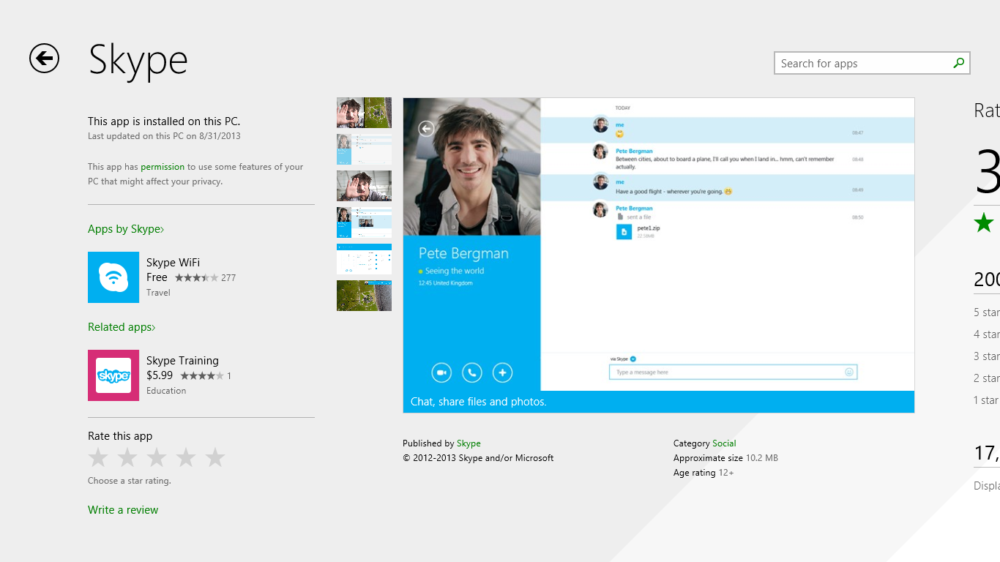 Skype
Search for apps
This app is installed on this PC.
Last updated on this PC on 8/31/2013
This app has permission to use some features of your
PC that might affect your privacy.
Apps by Skype›
Skype WiFi
Free 277
Travel
Related apps›
skype
Skype Training
$5.99 1
Education
Rate this app
Choose a star rating.
Write a review
TODAY
me
08:47
Pete Bergman
Between cities, about to board a plane, I'll call you when I land in... hmm, can't remember
actually.
08:48
me
Have a good flight - wherever you're going.
08:49
Pete Bergman
sent a file
08:50
pete1.zip
22.58MB
Pete Bergman
Seeing the world
12:45 United Kingdom
via Skype
Type a message here
Chat, share files and photos.
Published by Skype
© 2012-2013 Skype and/or Microsoft
Category Social
Approximate size 10.2 MB
Age rating 12+
Rat
3
200
5 star
4 star
3 star
2 star
1 star
17,
Displa